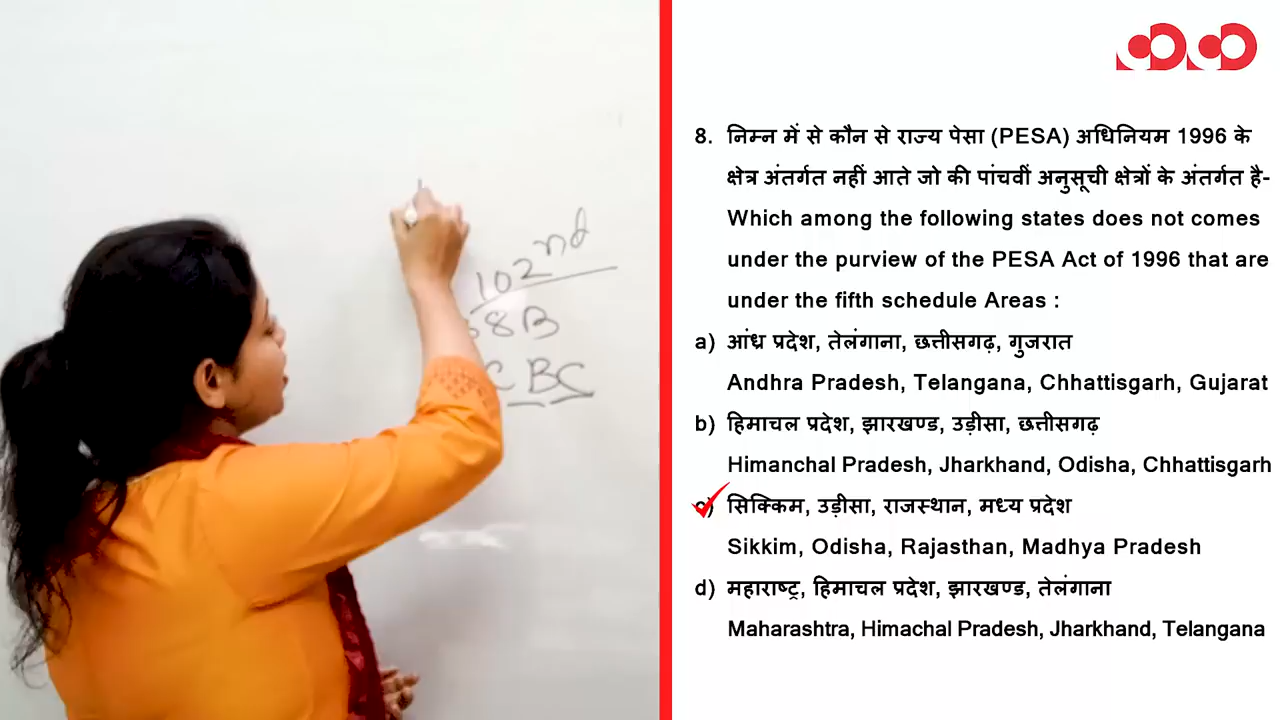 102nd
8B
BC
8. निम्न में से कौन से राज्य पेसा (PESA) अधिनियम 1996 के
क्षेत्र अंतर्गत नहीं आते जो की पांचवीं अनुसूची क्षेत्रों के अंतर्गत है-
Which among the following states does not comes
under the purview of the PESA Act of 1996 that are
under the fifth schedule Areas :
a) आंध्र प्रदेश, तेलंगाना, छत्तीसगढ़, गुजरात
Andhra Pradesh, Telangana, Chhattisgarh, Gujarat
b) हिमाचल प्रदेश, झारखण्ड, उड़ीसा, छत्तीसगढ़
Himanchal Pradesh, Jharkhand, Odisha, Chhattisgarh
c) सिक्किम, उड़ीसा, राजस्थान, मध्य प्रदेश
Sikkim, Odisha, Rajasthan, Madhya Pradesh
d) महाराष्ट्र, हिमाचल प्रदेश, झारखण्ड, तेलंगाना
Maharashtra, Himachal Pradesh, Jharkhand, Telangana